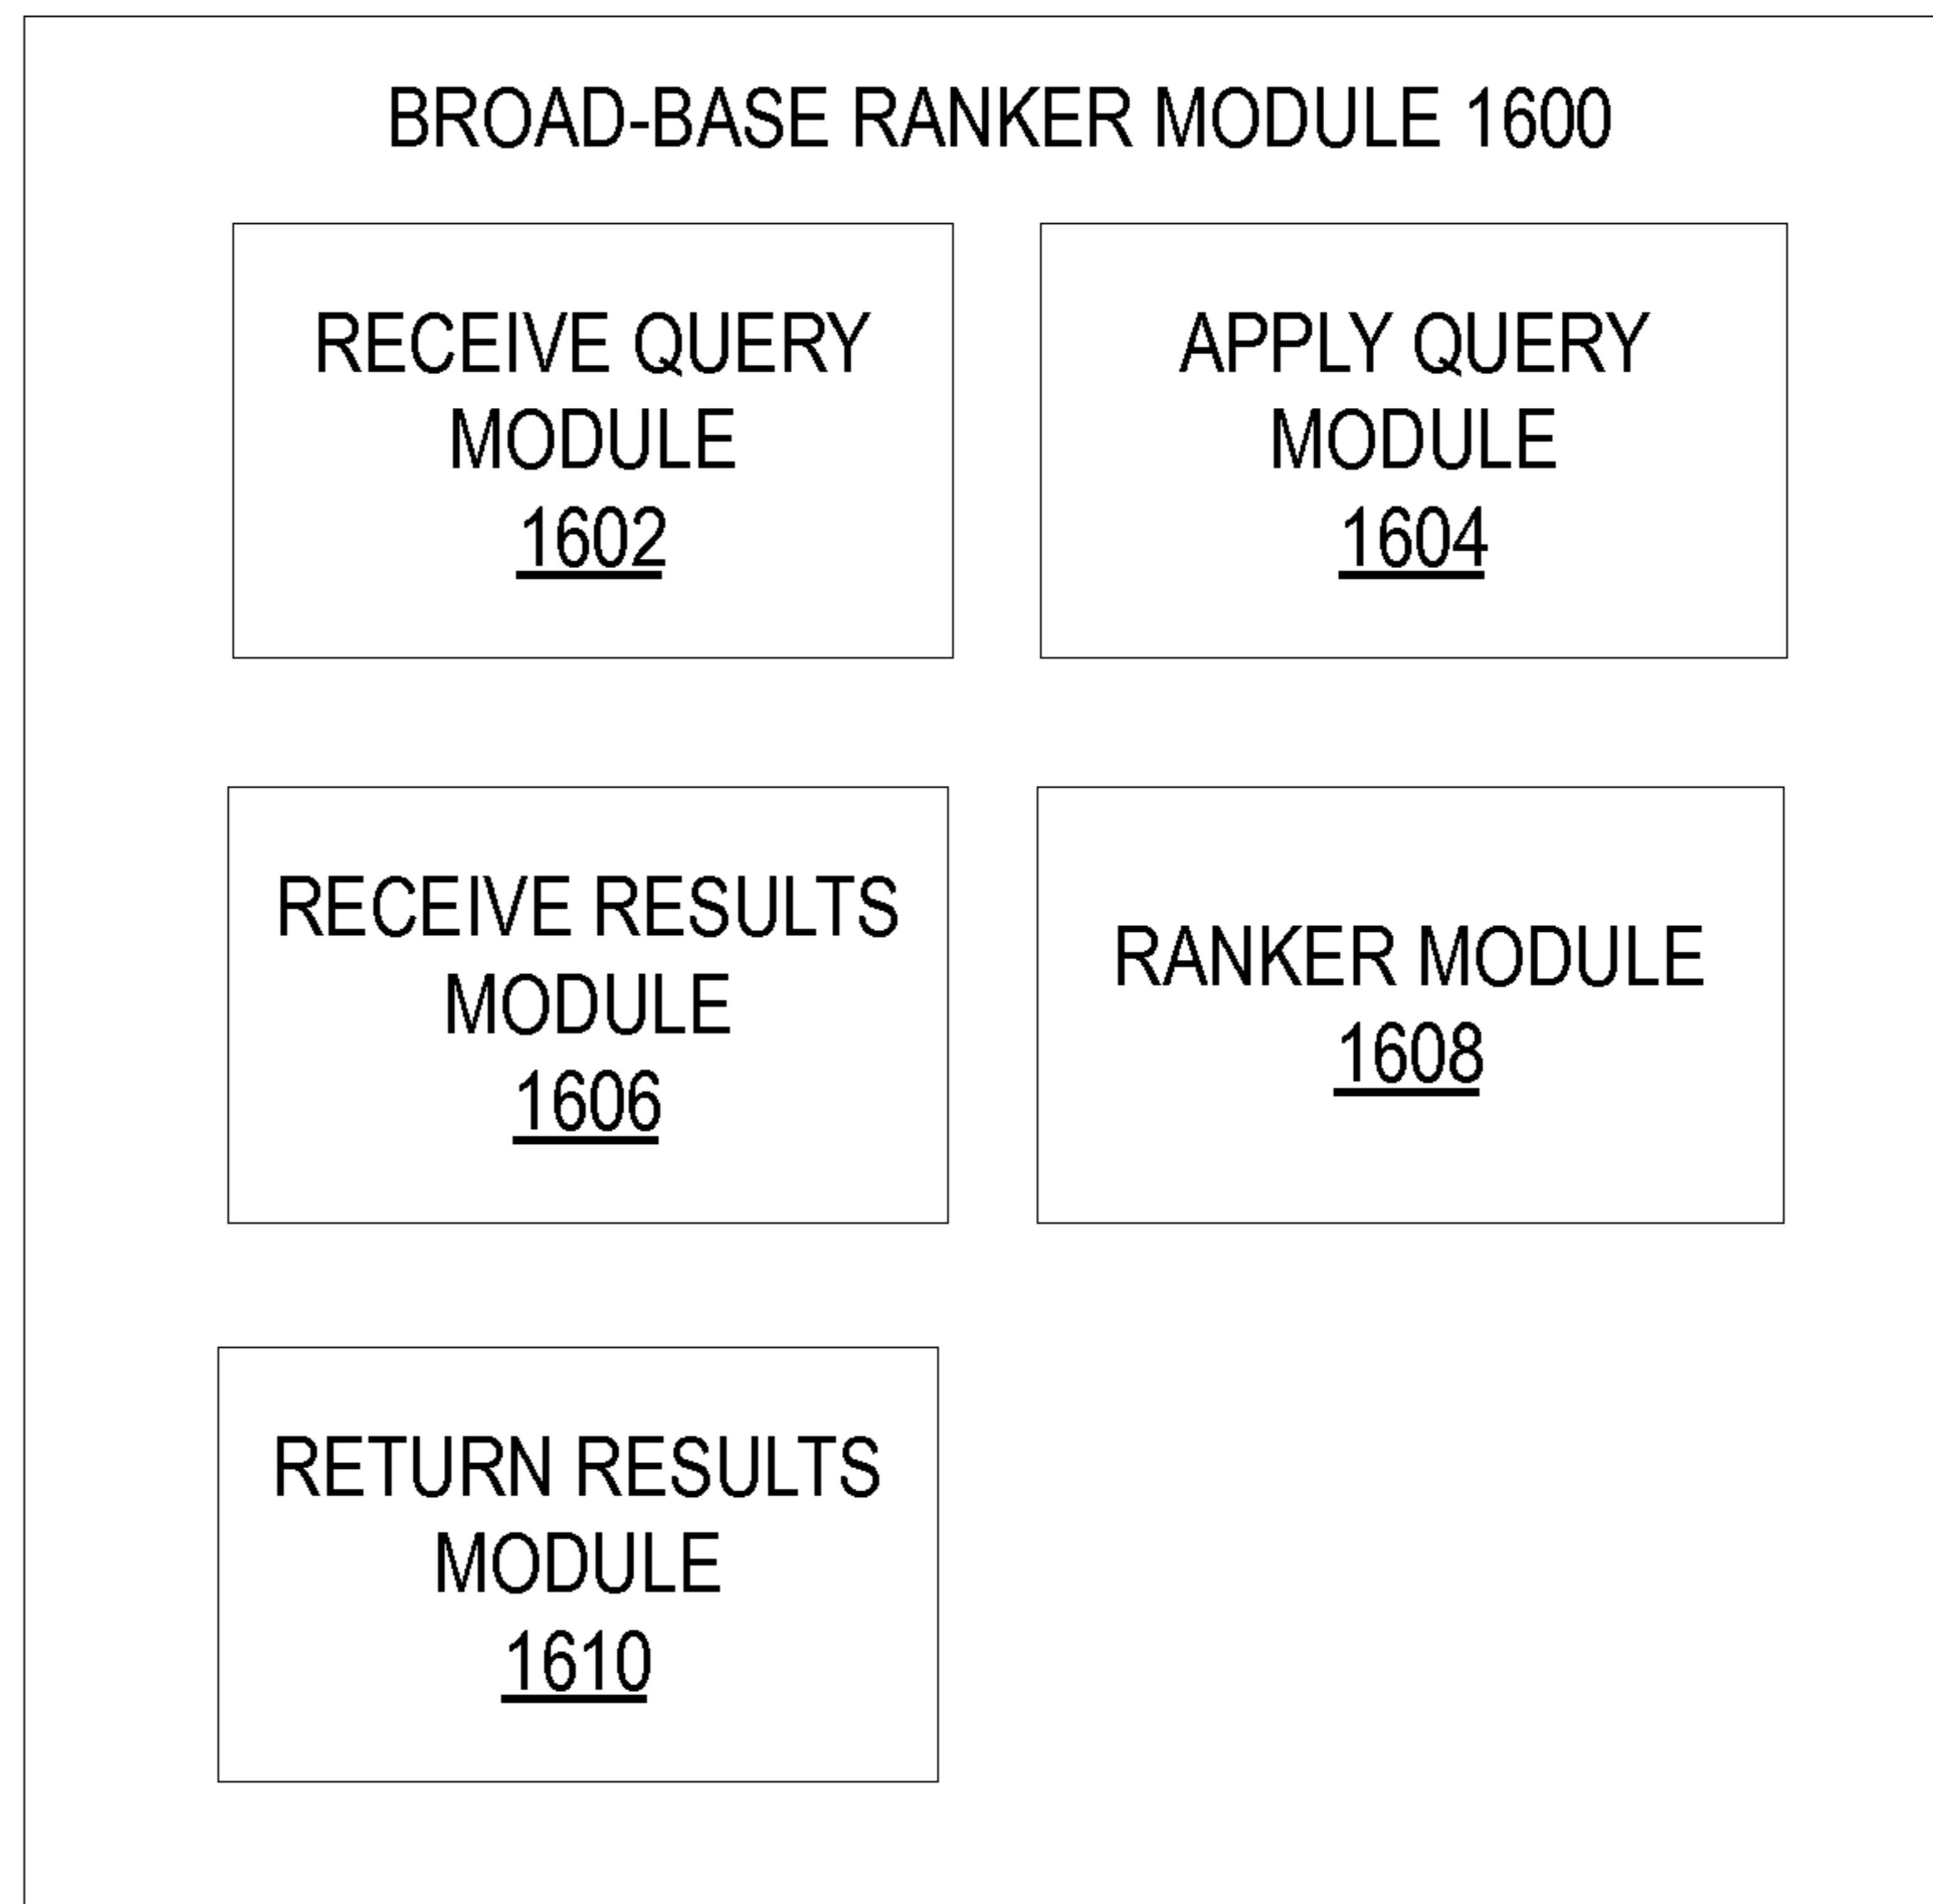 BROAD-BASE RANKER MODULE 1600
RECEIVE QUERY
MODULE
1602
APPLY QUERY
MODULE
1604
RECEIVE RESULTS
MODULE
1606
RANKER MODULE
1608
RETURN RESULTS
MODULE
1610